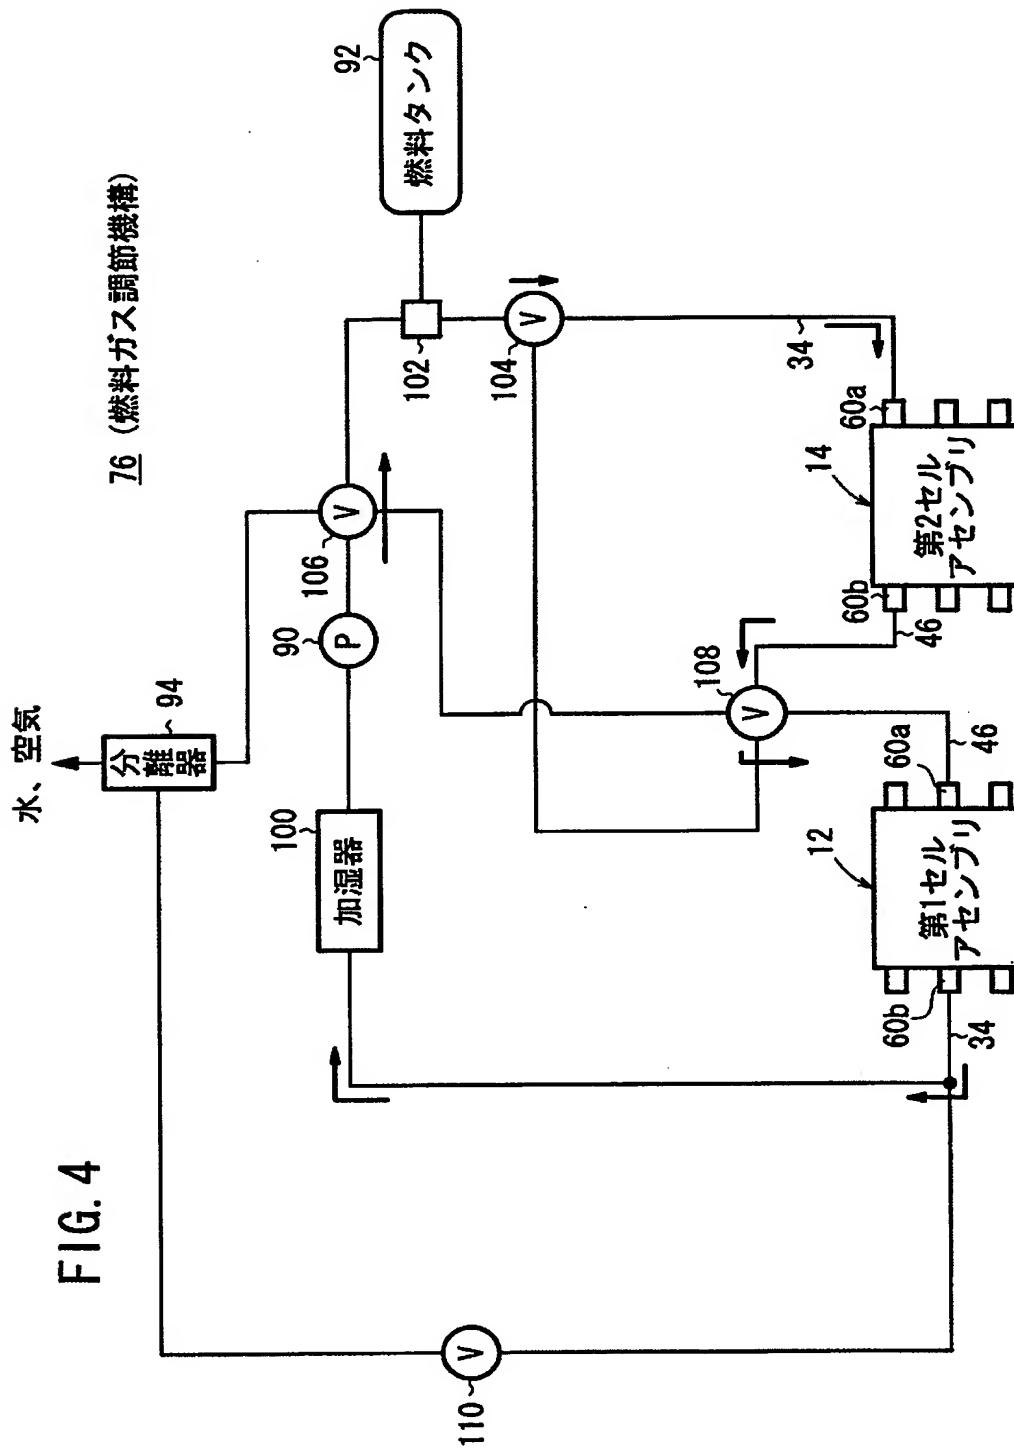 FIG. 4
76 (燃料ガス調節機構)
水、空気
94
分離器
92
燃料タンク
100
加湿器
90
P
106
V
102
104
V
110
V
108
V
34
46
60a
14
第2セル
アセンブリ
60b
46
60a
12
第1セル
アセンブリ
60b
34